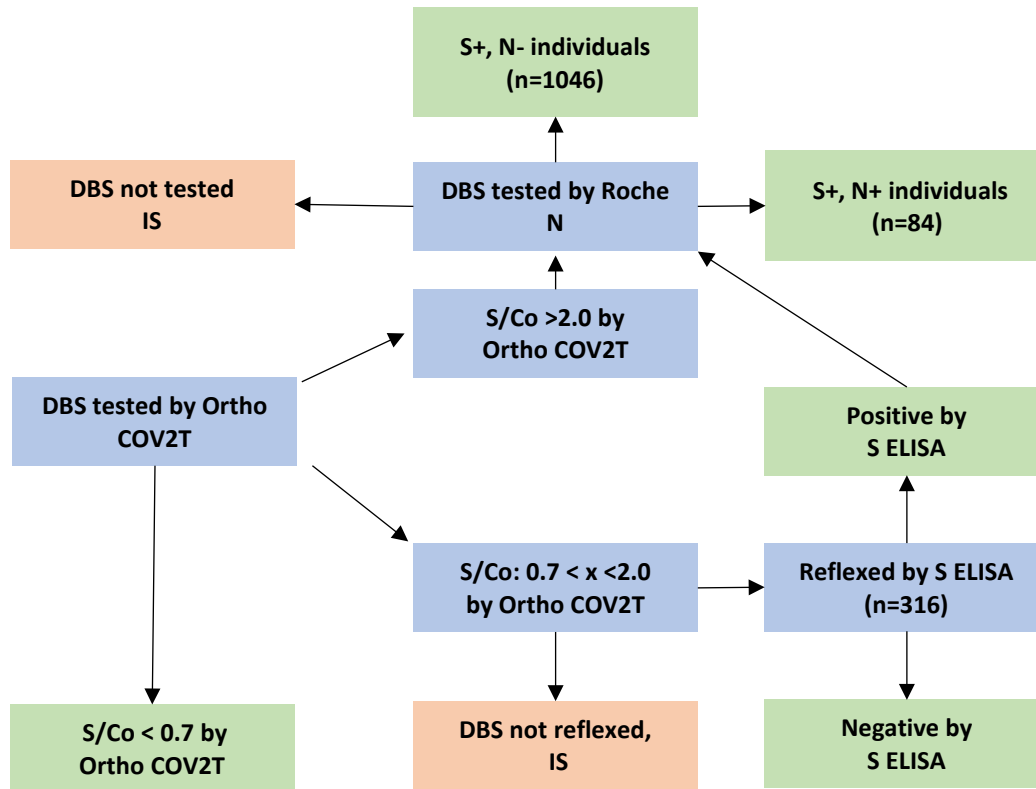 S+, N- individuals
(n=1046)
DBS not tested
IS
DBS tested by Roche
N
S+, N+ individuals
(n=84)
S/Co >2.0 by
Ortho COV2T
DBS tested by Ortho
COV2T
Positive by
S ELISA
S/Co: 0.7 < x <2.0
by Ortho COV2T
Reflexed by S ELISA
(n=316)
S/Co < 0.7 by
Ortho COV2T
DBS not reflexed,
IS
Negative by
S ELISA